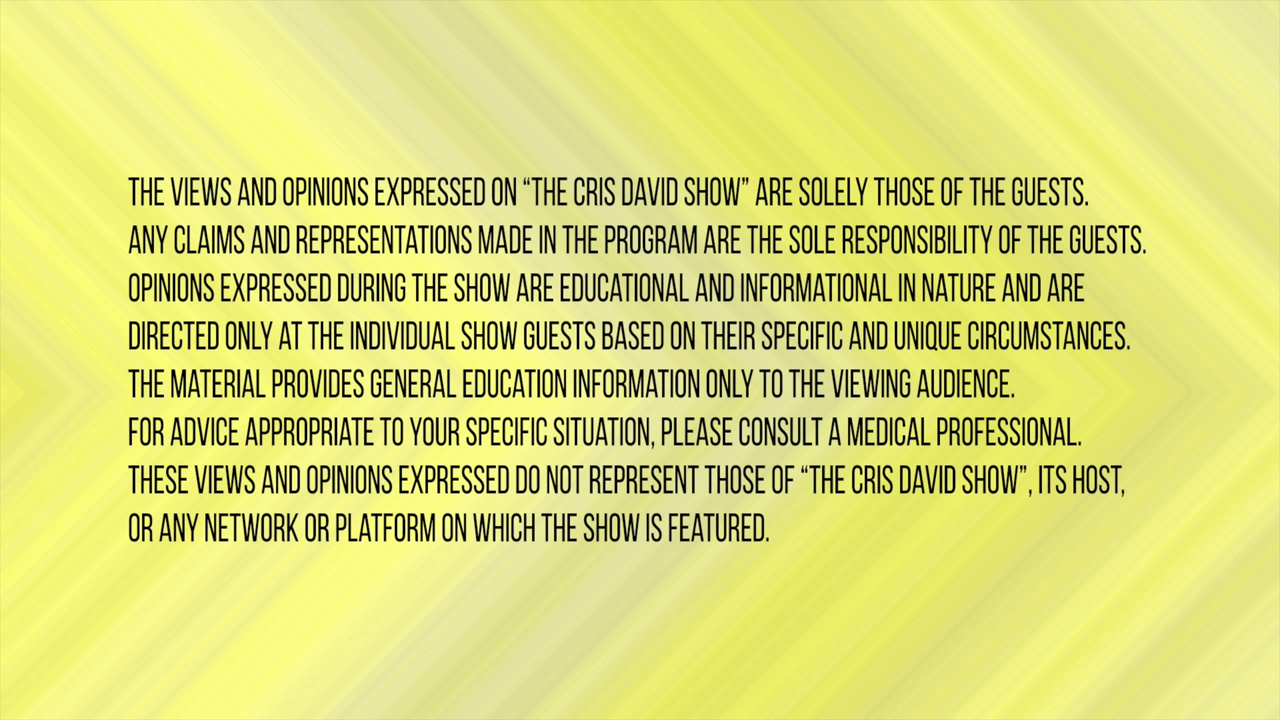 THE VIEWS AND OPINIONS EXPRESSED ON “THE CRIS DAVID SHOW” ARE SOLELY THOSE OF THE GUESTS.
ANY CLAIMS AND REPRESENTATIONS MADE IN THE PROGRAM ARE THE SOLE RESPONSIBILITY OF THE GUESTS.
OPINIONS EXPRESSED DURING THE SHOW ARE EDUCATIONAL AND INFORMATIONAL IN NATURE AND ARE
DIRECTED ONLY AT THE INDIVIDUAL SHOW GUESTS BASED ON THEIR SPECIFIC AND UNIQUE CIRCUMSTANCES.
THE MATERIAL PROVIDES GENERAL EDUCATION INFORMATION ONLY TO THE VIEWING AUDIENCE.
FOR ADVICE APPROPRIATE TO YOUR SPECIFIC SITUATION, PLEASE CONSULT A MEDICAL PROFESSIONAL.
THESE VIEWS AND OPINIONS EXPRESSED DO NOT REPRESENT THOSE OF “THE CRIS DAVID SHOW”, ITS HOST,
OR ANY NETWORK OR PLATFORM ON WHICH THE SHOW IS FEATURED.